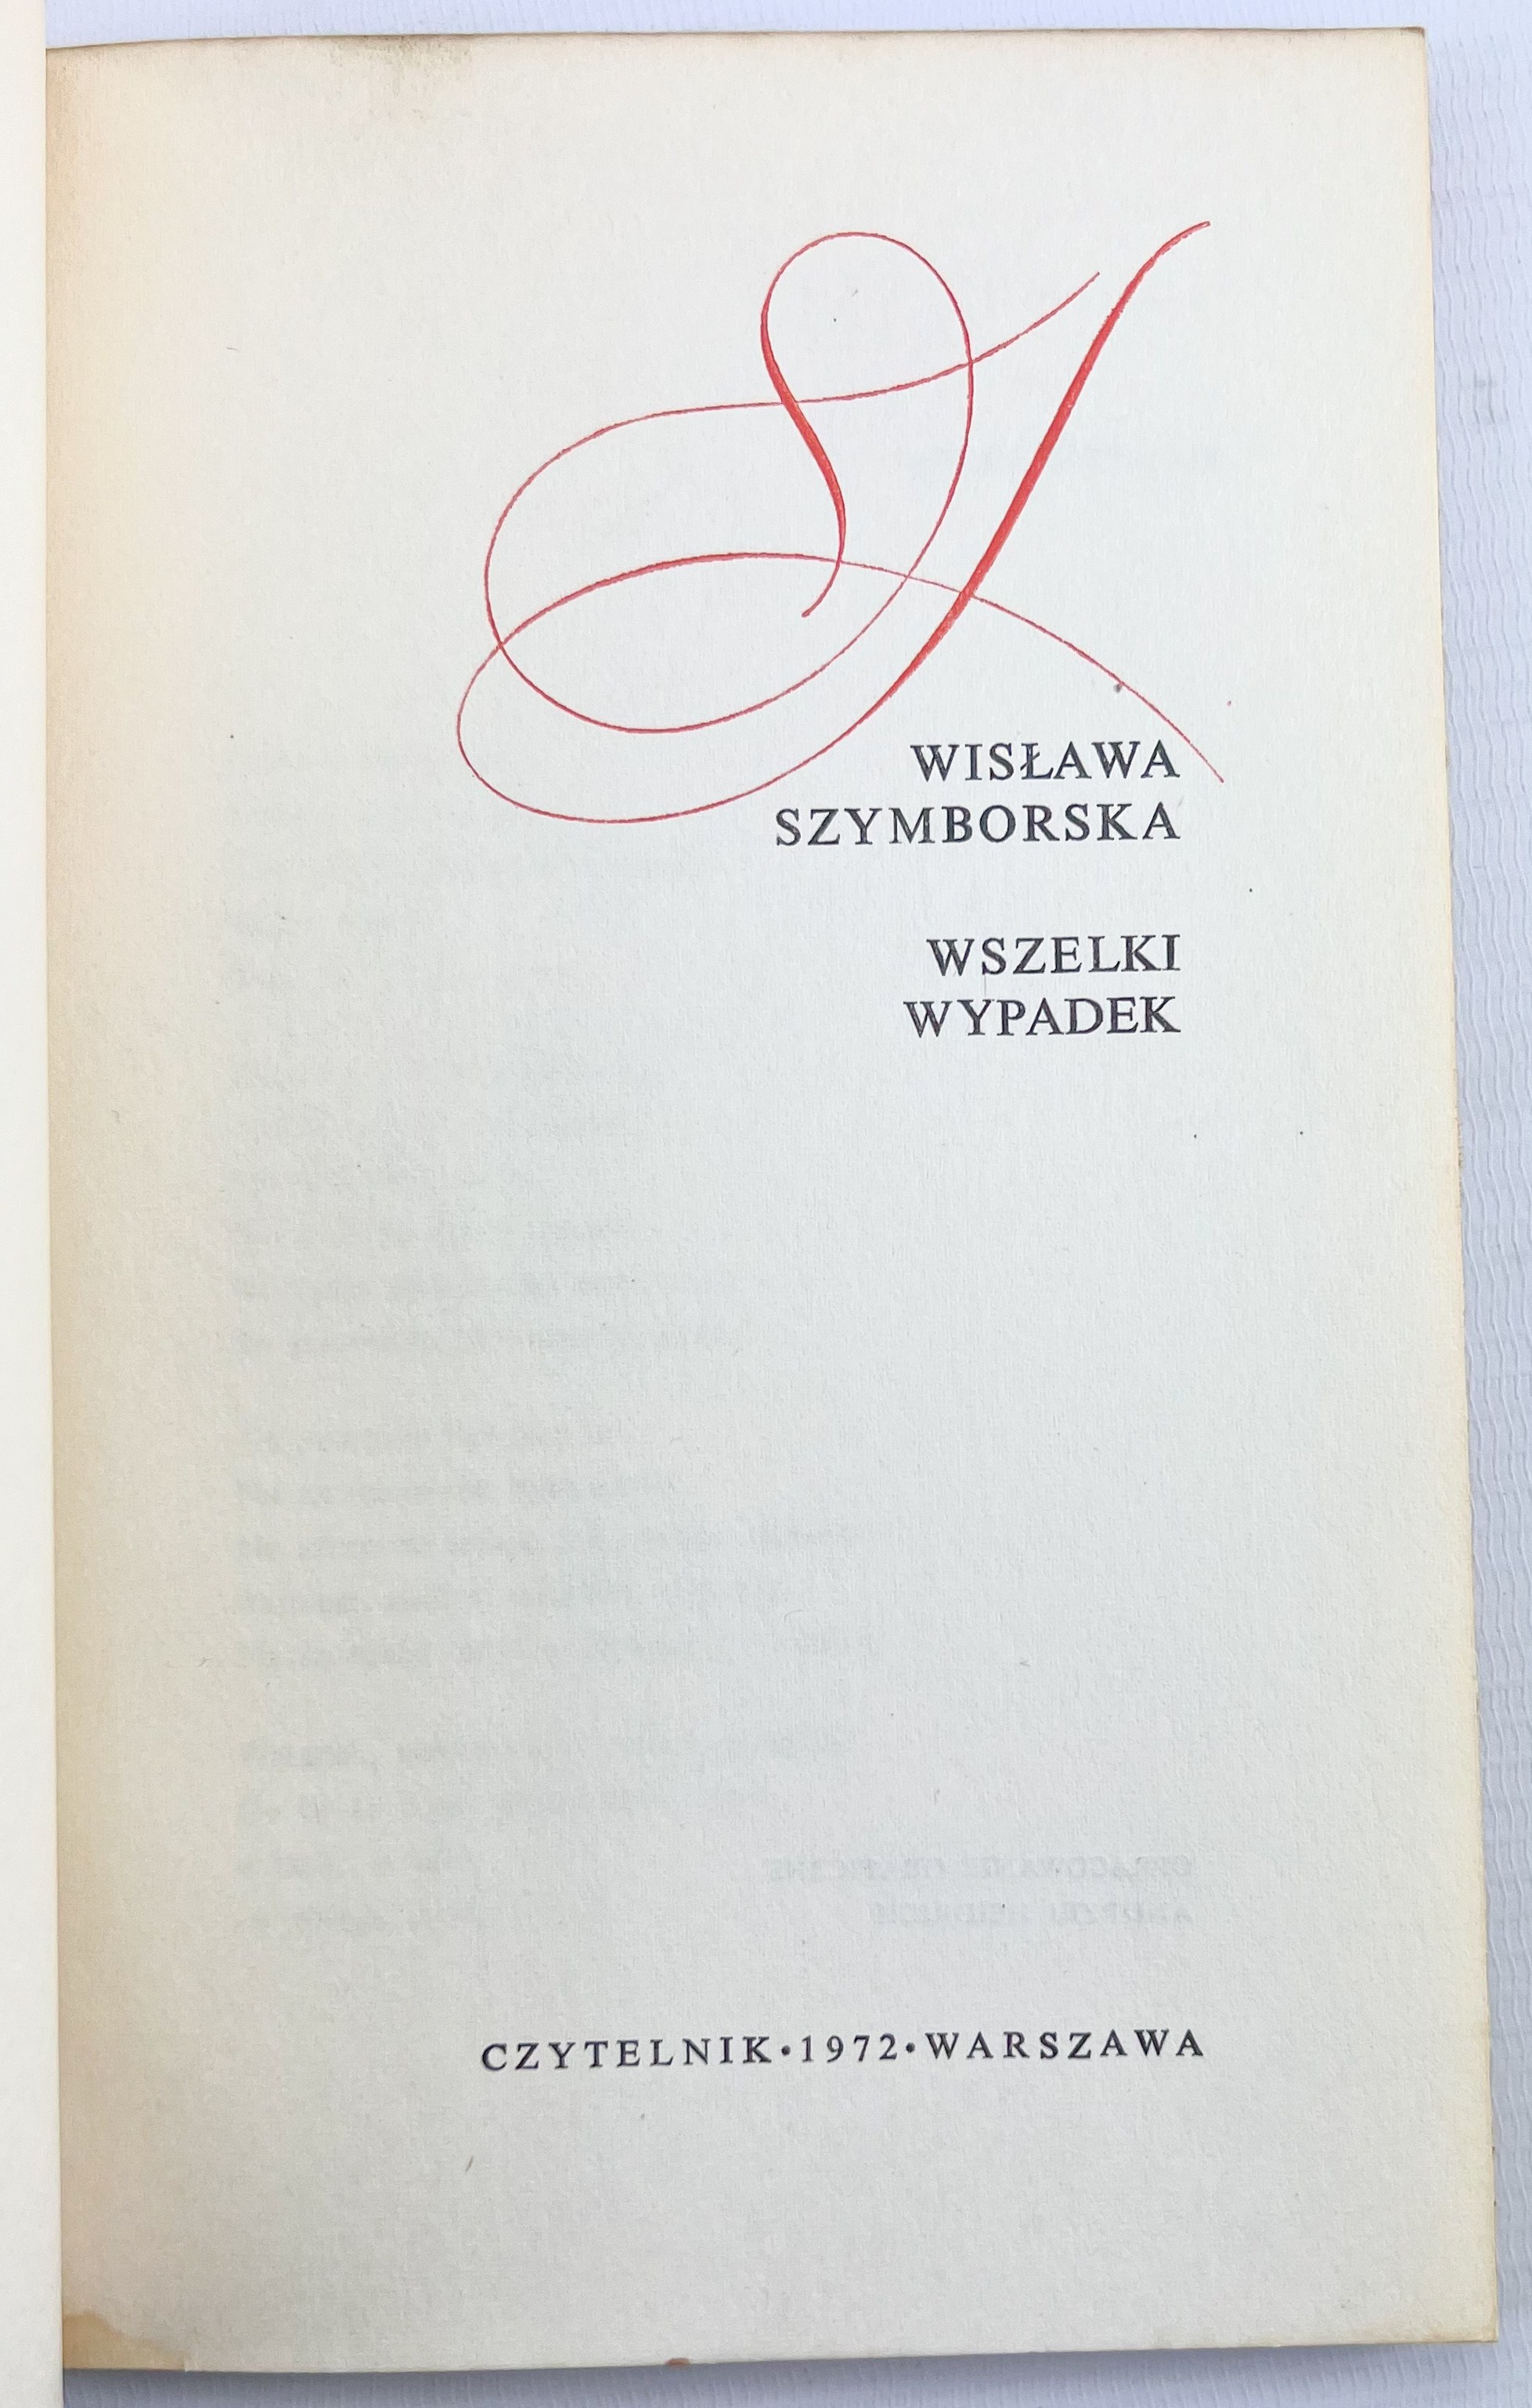 WISŁAWA
SZYMBORSKA
WSZELKI
WYPADEK
CZYTELNIK•1972•WARSZAWA